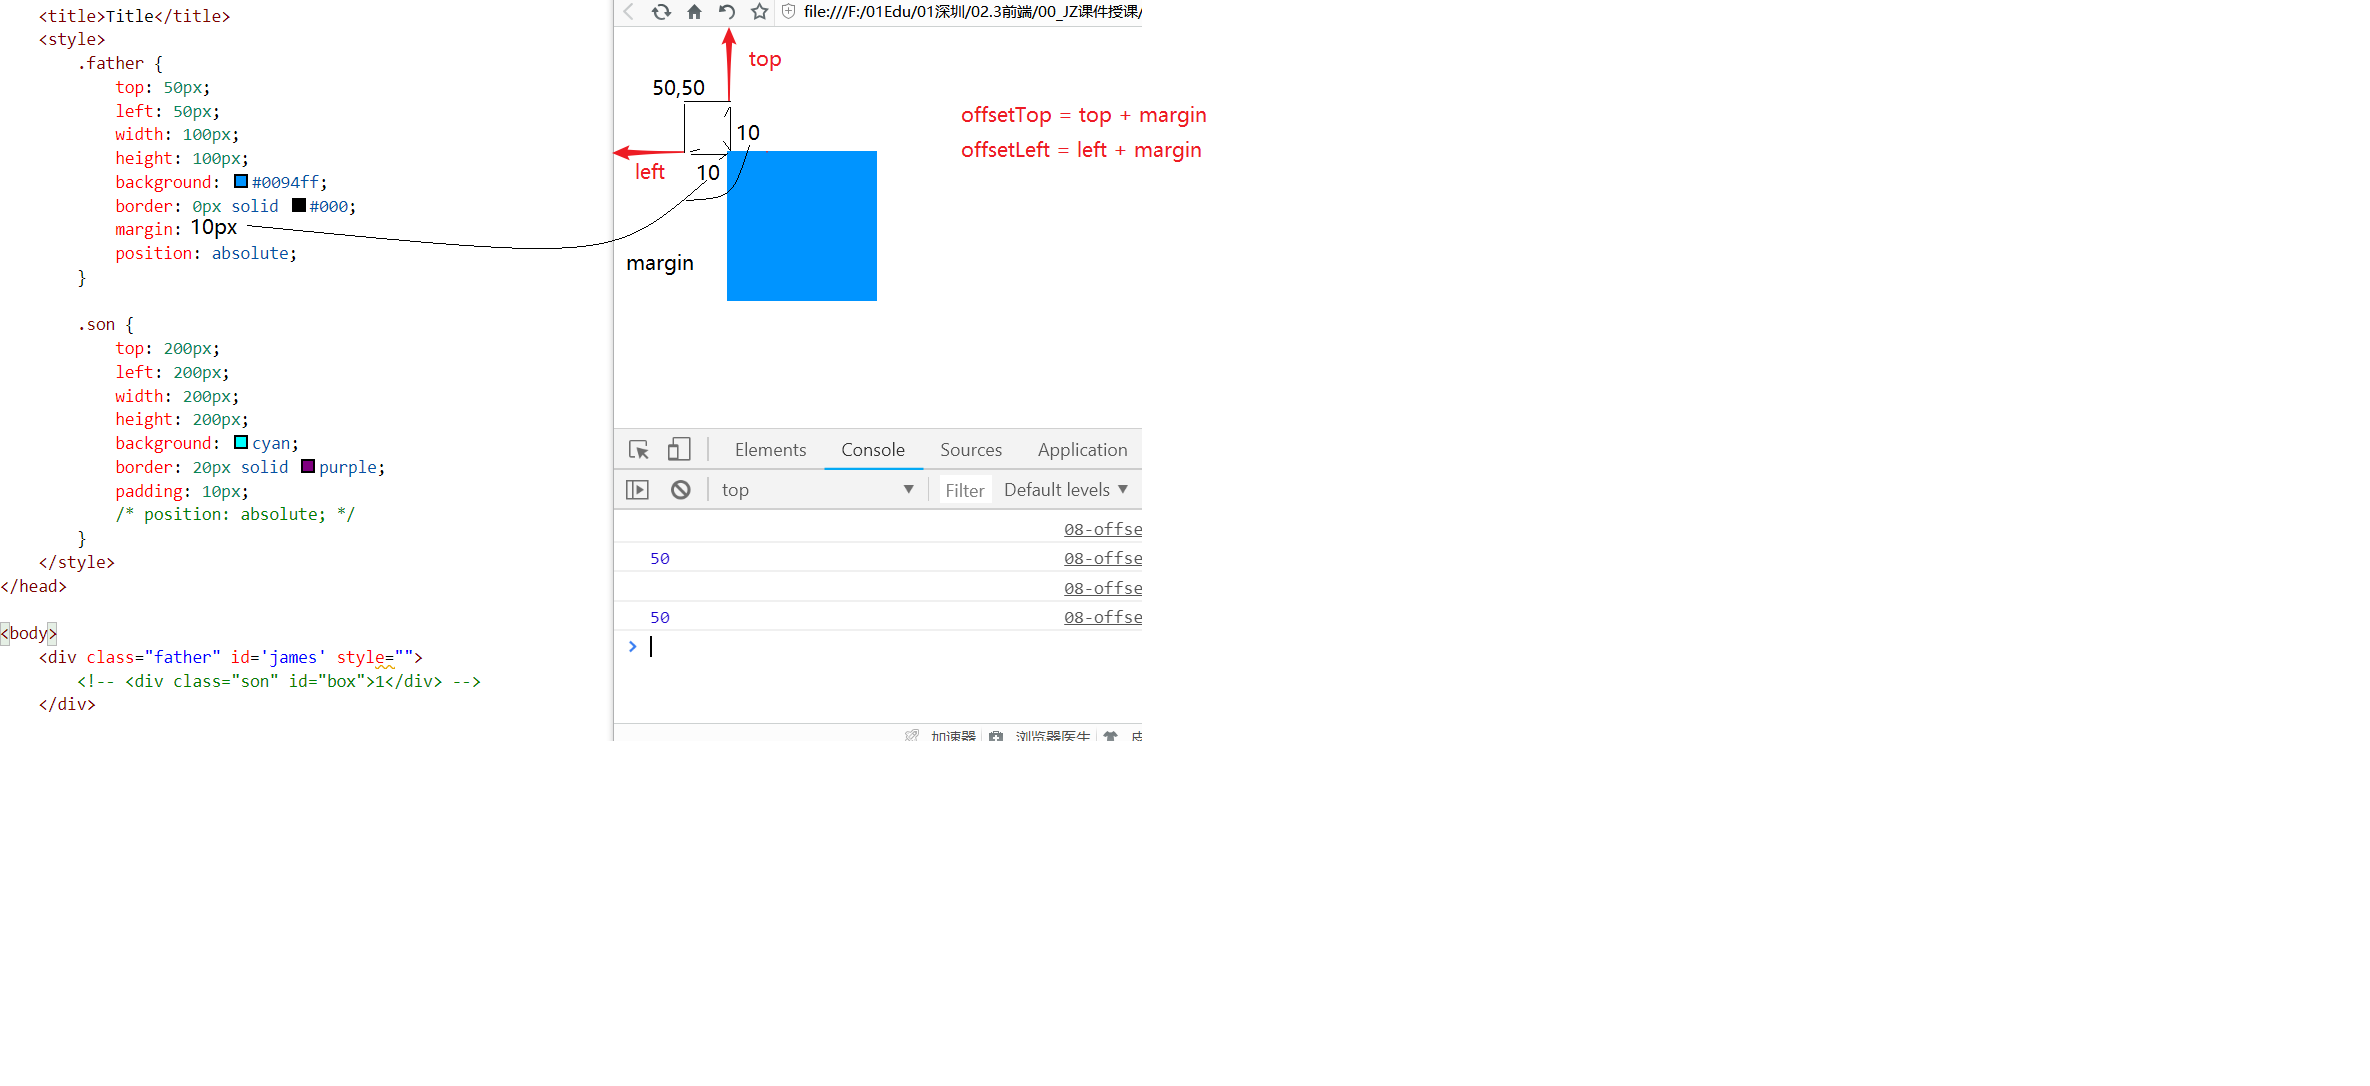 <title>Title</title>
<style>
.father {
top: 50px;
left: 50px;
width: 100px;
height: 100px;
background: #0094ff;
border: 0px solid #000;
margin: 10px
position: absolute;
}
.son {
top: 200px;
left: 200px;
width: 200px;
height: 200px;
background: cyan;
border: 20px solid purple;
padding: 10px;
/* position: absolute; */
}
</style>
</head>
<body>
<div class="father" id='james' style="">
<!-- <div class="son" id="box">1</div> -->
</div>
file:///F:/01Edu/01深圳/02.3前端/00_JZ课件授课/
top
50,50
10
left
10
margin
offsetTop = top + margin
offsetLeft = left + margin
Elements Console Sources Application
top Filter Default levels
08-offse
50 08-offse
08-offse
50 08-offse
加速器 浏览器医生